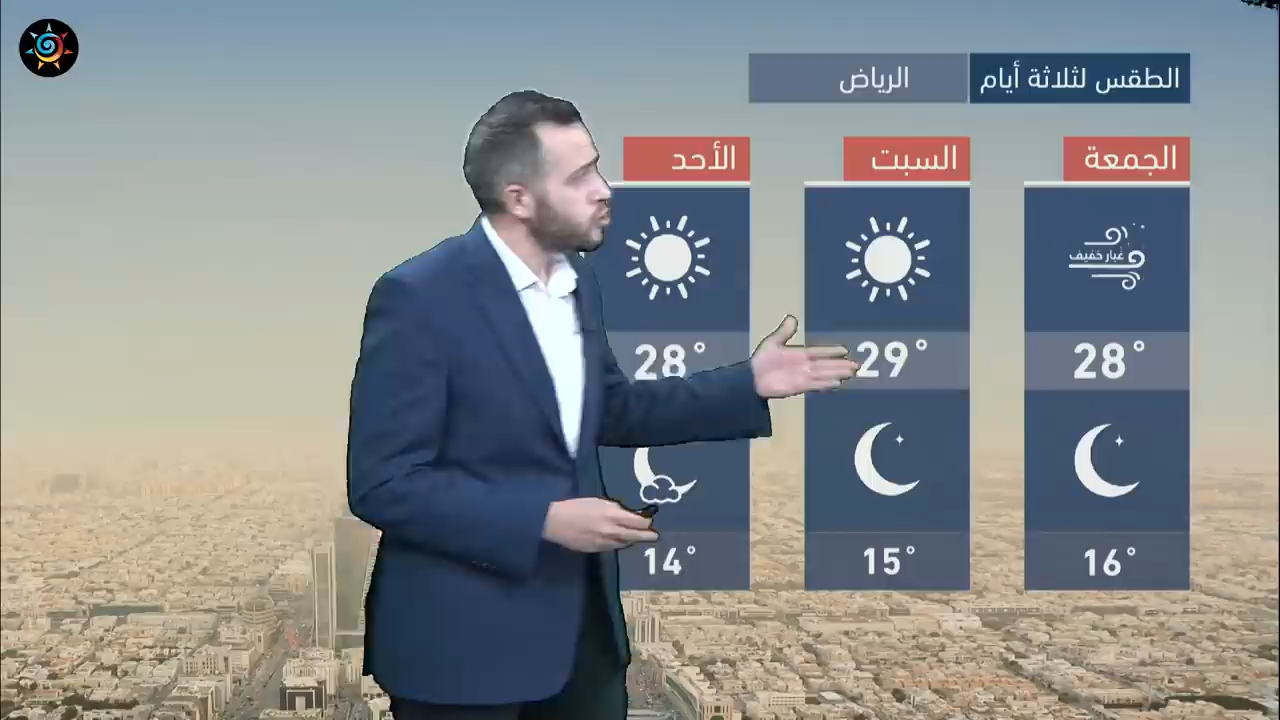 الطقس لثلاثة أيام
الرياض
الجمعة
السبت
الأحد
غبار خفيف
28°
29°
28°
16°
15°
14°